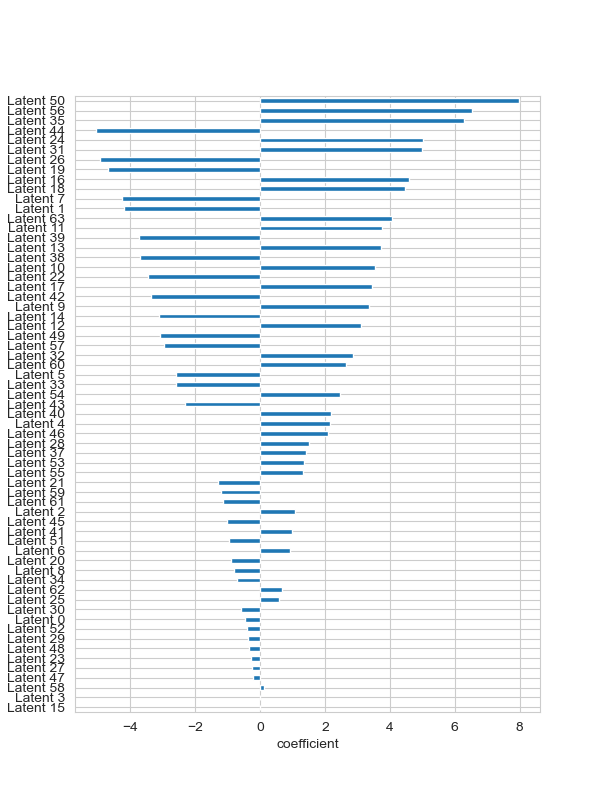 Latent 50
Latent 56
Latent 35
Latent 44
Latent 24
Latent 31
Latent 26
Latent 19
Latent 16
Latent 18
Latent 7
Latent 1
Latent 63
Latent 11
Latent 39
Latent 13
Latent 38
Latent 10
Latent 22
Latent 17
Latent 42
Latent 9
Latent 14
Latent 12
Latent 49
Latent 57
Latent 32
Latent 60
Latent 5
Latent 33
Latent 54
Latent 43
Latent 40
Latent 4
Latent 46
Latent 28
Latent 37
Latent 53
Latent 55
Latent 21
Latent 59
Latent 61
Latent 2
Latent 45
Latent 41
Latent 51
Latent 6
Latent 20
Latent 8
Latent 34
Latent 62
Latent 25
Latent 30
Latent 0
Latent 52
Latent 29
Latent 48
Latent 23
Latent 27
Latent 47
Latent 58
Latent 3
Latent 15
−4 −2 0 2 4 6 8
coefficient